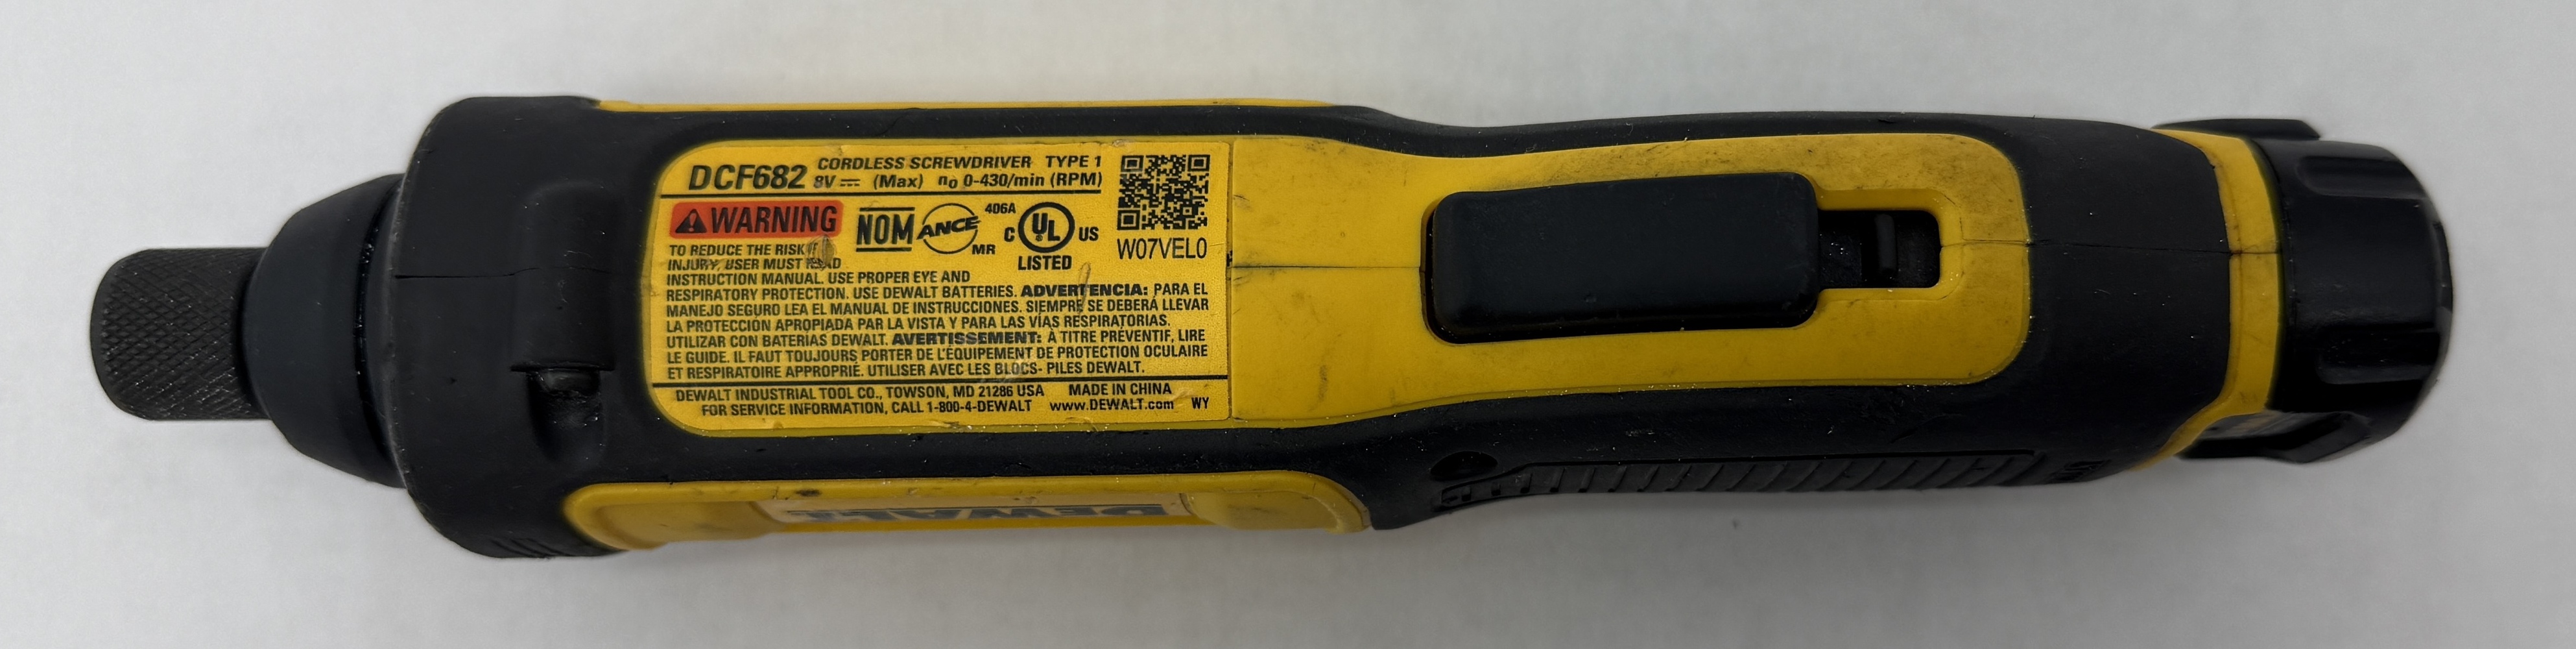 DCF682 CORDLESS SCREWDRIVER TYPE 1
8V⎓ (Max) n₀ 0-430/min (RPM)
⚠WARNING
NOM ANCE MR 406A
C UL US
LISTED
W07VEL0
TO REDUCE THE RISK
INJURY, USER MUST READ
INSTRUCTION MANUAL. USE PROPER EYE AND
RESPIRATORY PROTECTION. USE DEWALT BATTERIES. ADVERTENCIA: PARA EL
MANEJO SEGURO LEA EL MANUAL DE INSTRUCCIONES. SIEMPRE SE DEBERÁ LLEVAR
LA PROTECCIÓN APROPIADA PAR LA VISTA Y PARA LAS VÍAS RESPIRATORIAS.
UTILIZAR CON BATERIAS DEWALT. AVERTISSEMENT: À TITRE PRÉVENTIF, LIRE
LE GUIDE. IL FAUT TOUJOURS PORTER DE L'ÉQUIPEMENT DE PROTECTION OCULAIRE
ET RESPIRATOIRE APPROPRIÉ. UTILISER AVEC LES BLOCS- PILES DEWALT.
DEWALT INDUSTRIAL TOOL CO., TOWSON, MD 21286 USA MADE IN CHINA
FOR SERVICE INFORMATION, CALL 1-800-4-DEWALT www.DEWALT.com WY
DEWALT